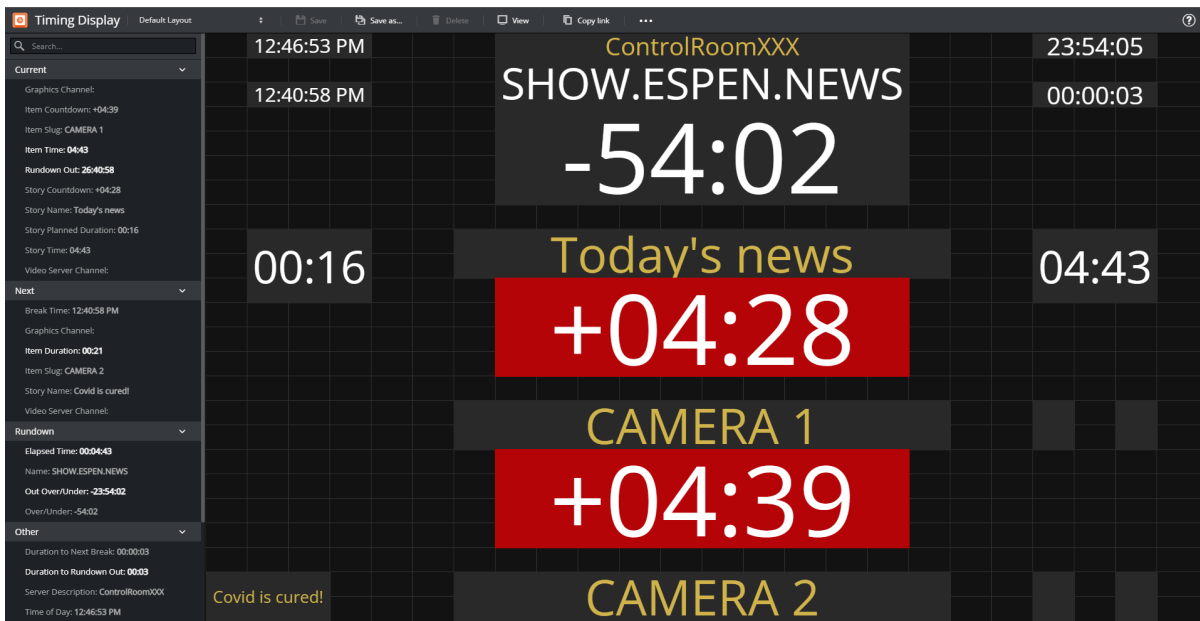 Timing Display Default Layout Save Save as... Delete View Copy link
Search...
Current
Graphics Channel:
Item Countdown: +04:39
Item Slug: CAMERA 1
Item Time: 04:43
Rundown Out: 26:40:58
Story Countdown: +04:28
Story Name: Today's news
Story Planned Duration: 00:16
Story Time: 04:43
Video Server Channel:
Next
Break Time: 12:40:58 PM
Graphics Channel:
Item Duration: 00:21
Item Slug: CAMERA 2
Story Name: Covid is cured!
Video Server Channel:
Rundown
Elapsed Time: 00:04:43
Name: SHOW.ESPEN.NEWS
Out Over/Under: -23:54:02
Over/Under: -54:02
Other
Duration to Next Break: 00:00:03
Duration to Rundown Out: 00:03
Server Description: ControlRoomXXX
Time of Day: 12:46:53 PM
12:46:53 PM ControlRoomXXX 23:54:05
SHOW.ESPEN.NEWS
12:40:58 PM 00:00:03
-54:02
Today's news
00:16 04:43
+04:28
CAMERA 1
+04:39
Covid is cured! CAMERA 2